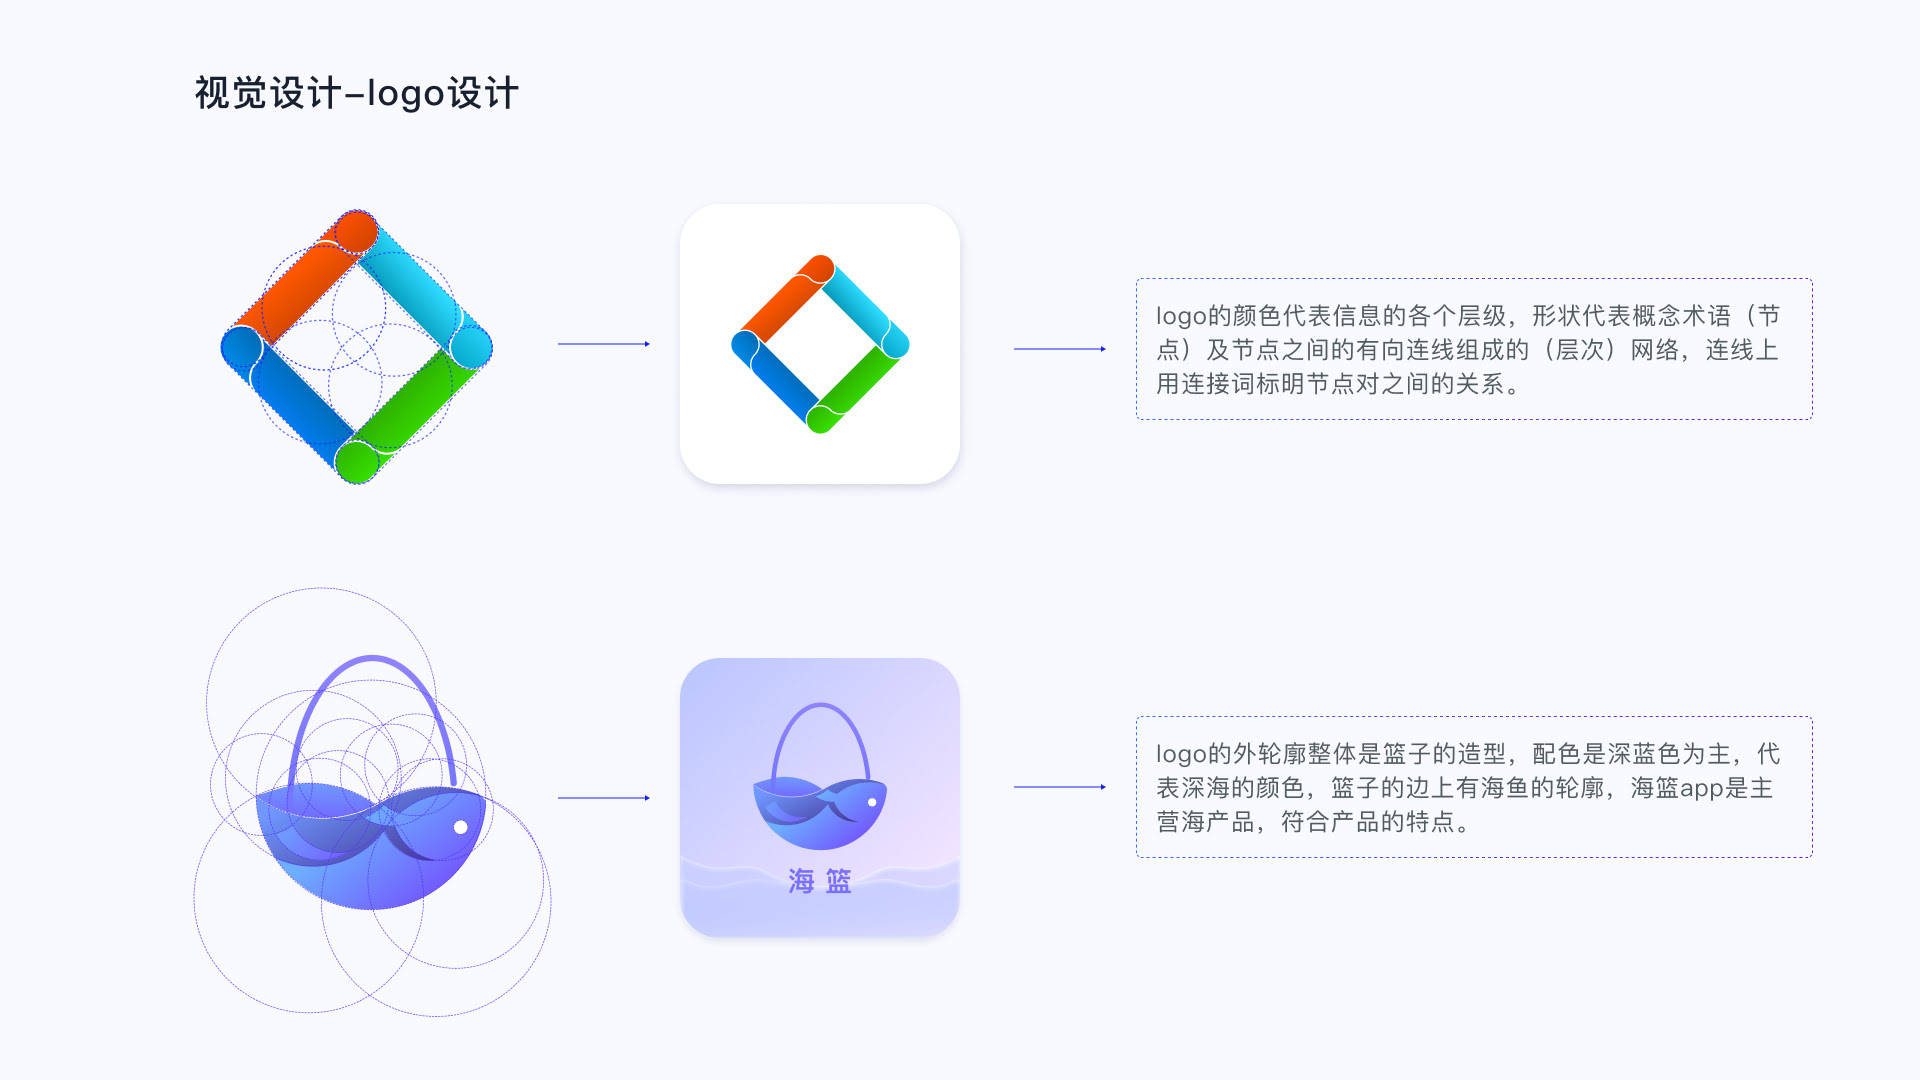 视觉设计–logo设计
logo的颜色代表信息的各个层级，形状代表概念术语（节
点）及节点之间的有向连线组成的（层次）网络，连线上
用连接词标明节点对之间的关系。
海篮
logo的外轮廓整体是篮子的造型，配色是深蓝色为主，代
表深海的颜色，篮子的边上有海鱼的轮廓，海篮app是主
营海产品，符合产品的特点。